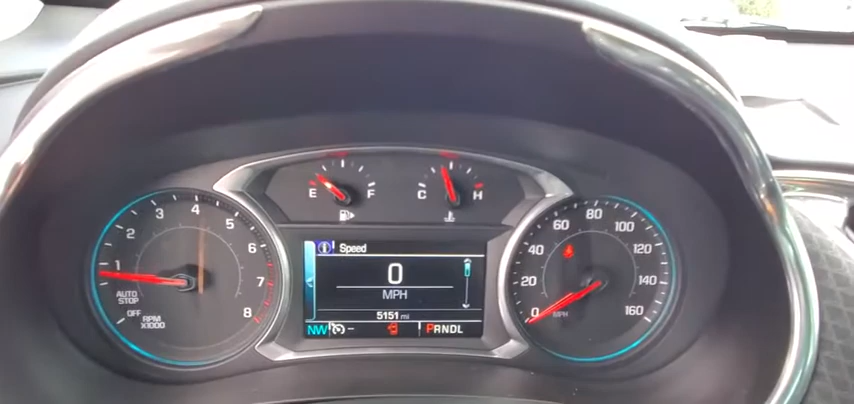 E F
C H
1 2 3 4 5 6 7 8
AUTO
STOP
OFF
RPM
X1000
Speed
0
MPH
5151 mi
NW
PRNDL
0 20 40 60 80 100 120 140 160
MPH